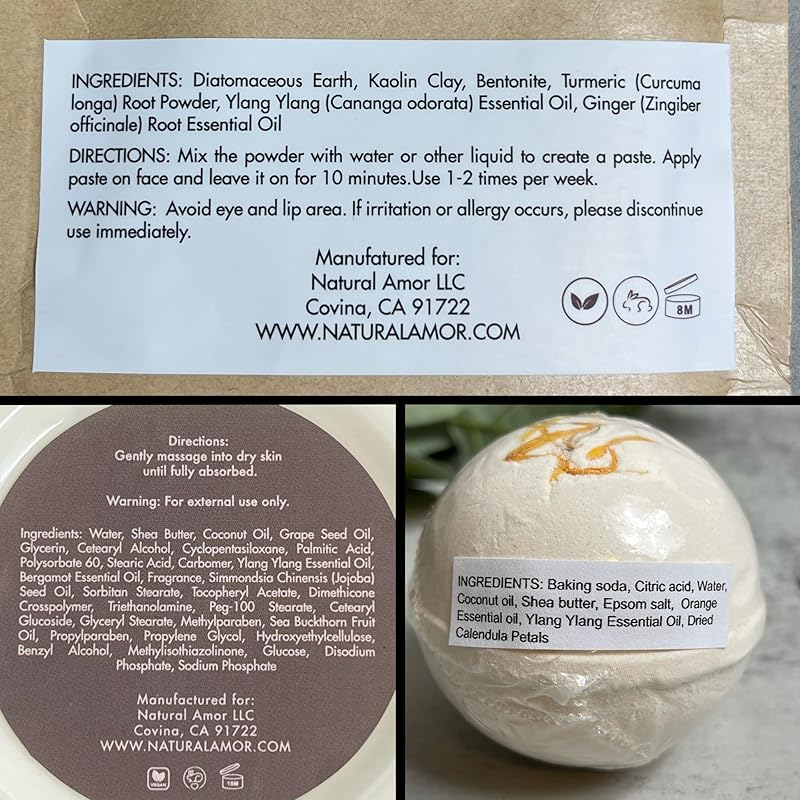 INGREDIENTS: Diatomaceous Earth, Kaolin Clay, Bentonite, Turmeric (Curcuma
longa) Root Powder, Ylang Ylang (Cananga odorata) Essential Oil, Ginger (Zingiber
officinale) Root Essential Oil
DIRECTIONS: Mix the powder with water or other liquid to create a paste. Apply
paste on face and leave it on for 10 minutes.Use 1-2 times per week.
WARNING: Avoid eye and lip area. If irritation or allergy occurs, please discontinue
use immediately.
Manufatured for:
Natural Amor LLC
Covina, CA 91722
WWW.NATURALAMOR.COM
8M
Directions:
Gently massage into dry skin
until fully absorbed.
Warning: For external use only.
Ingredients: Water, Shea Butter, Coconut Oil, Grape Seed Oil,
Glycerin, Cetearyl Alcohol, Cyclopentasiloxane, Palmitic Acid,
Polysorbate 60, Stearic Acid, Carbomer, Ylang Ylang Essential Oil,
Bergamot Essential Oil, Fragrance, Simmondsia Chinensis (Jojoba)
Seed Oil, Sorbitan Stearate, Tocopheryl Acetate, Dimethicone
Crosspolymer, Triethanolamine, Peg-100 Stearate, Cetearyl
Glucoside, Glyceryl Stearate, Methylparaben, Sea Buckthorn Fruit
Oil, Propylparaben, Propylene Glycol, Hydroxyethylcellulose,
Benzyl Alcohol, Methylisothiazolinone, Glucose, Disodium
Phosphate, Sodium Phosphate
Manufactured for:
Natural Amor LLC
Covina, CA 91722
WWW.NATURALAMOR.COM
VEGAN
18M
INGREDIENTS: Baking soda, Citric acid, Water,
Coconut oil, Shea butter, Epsom salt, Orange
Essential oil, Ylang Ylang Essential Oil, Dried
Calendula Petals